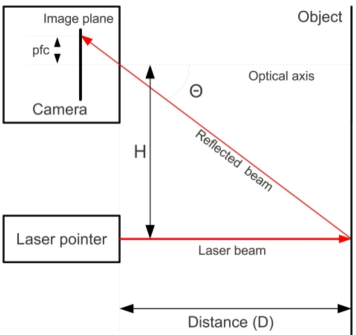 Image plane
Object
pfc
Optical axis
Θ
Camera
H
Reflected beam
Laser pointer
Laser beam
Distance (D)